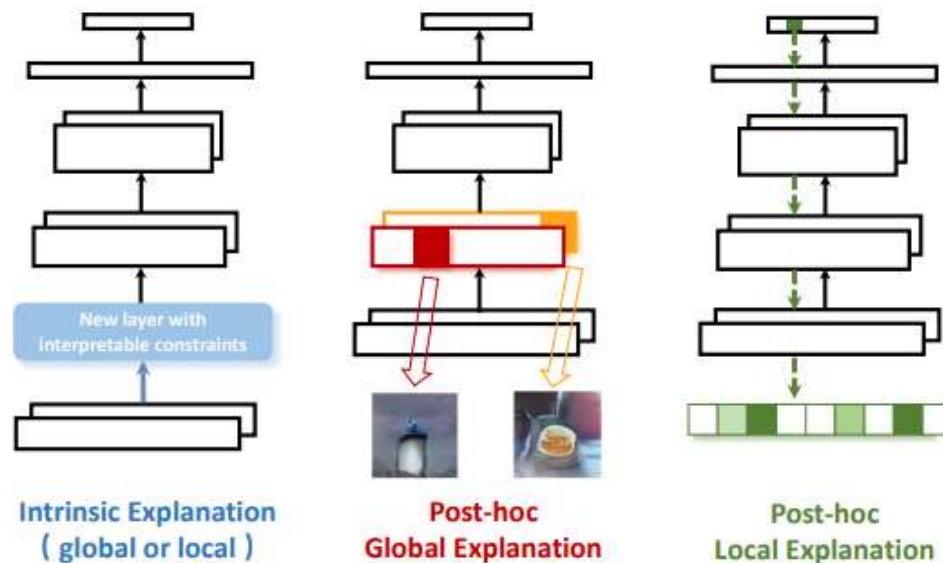 New layer with
interpretable constraints
Intrinsic Explanation
( global or local )
Post-hoc
Global Explanation
Post-hoc
Local Explanation